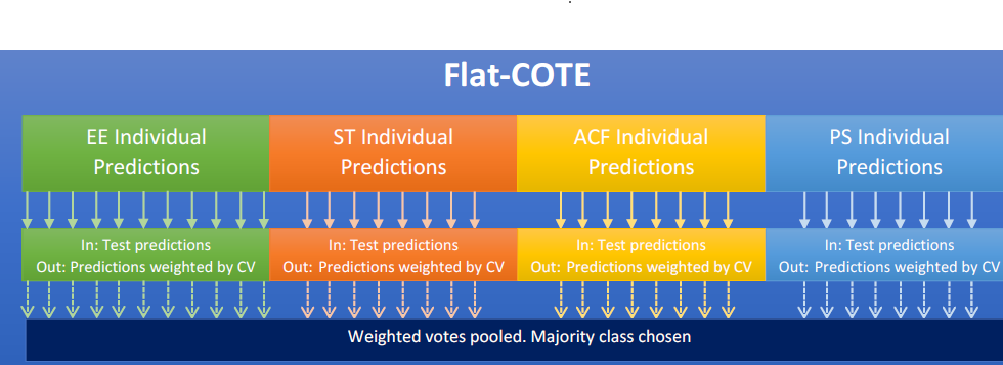 Flat-COTE
EE Individual
Predictions
ST Individual
Predictions
ACF Individual
Predictions
PS Individual
Predictions
In: Test predictions
Out: Predictions weighted by CV
In: Test predictions
Out: Predictions weighted by CV
In: Test predictions
Out: Predictions weighted by CV
In: Test predictions
Out: Predictions weighted by CV
Weighted votes pooled. Majority class chosen